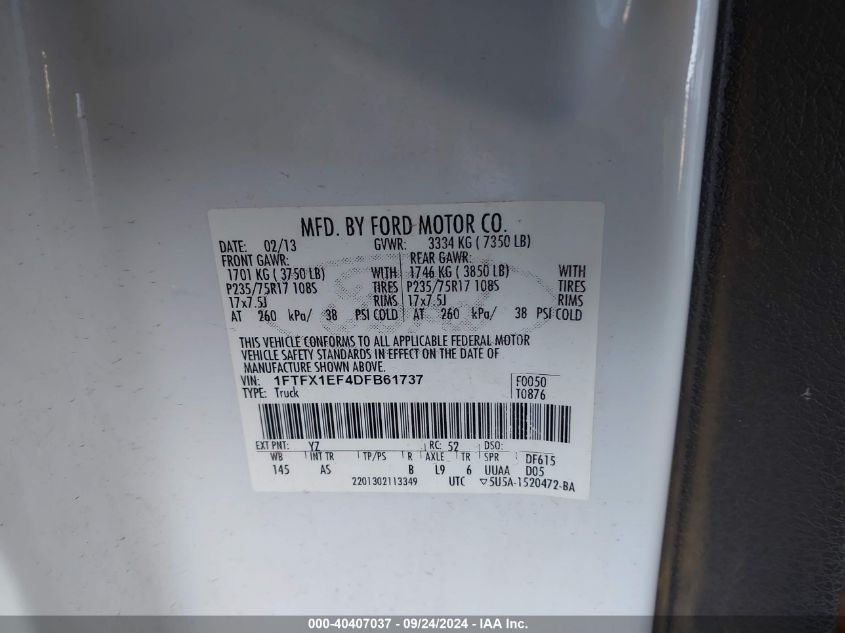 MFD. BY FORD MOTOR CO.
DATE: 02/13 GVWR: 3334 KG ( 7350 LB)
FRONT GAWR: REAR GAWR:
1701 KG ( 3750 LB) WITH 1746 KG ( 3850 LB) WITH
P235/75R17 108S TIRES P235/75R17 108S TIRES
17x7.5J RIMS 17x7.5J RIMS
AT 260 kPa/ 38 PSI COLD AT 260 kPa/ 38 PSI COLD
THIS VEHICLE CONFORMS TO ALL APPLICABLE FEDERAL MOTOR
VEHICLE SAFETY STANDARDS IN EFFECT ON THE DATE OF
MANUFACTURE SHOWN ABOVE.
VIN: 1FTFX1EF4DFB61737 F0050
TYPE: Truck T0876
EXT PNT: YZ RC: 52 DSO:
WB INT TR TP/PS R AXLE TR SPR DF615
145 AS B L9 6 UUAA D05
2201302113349 UTC ▽5U5A-1520472-BA
000-40407037 - 09/24/2024 - IAA Inc.